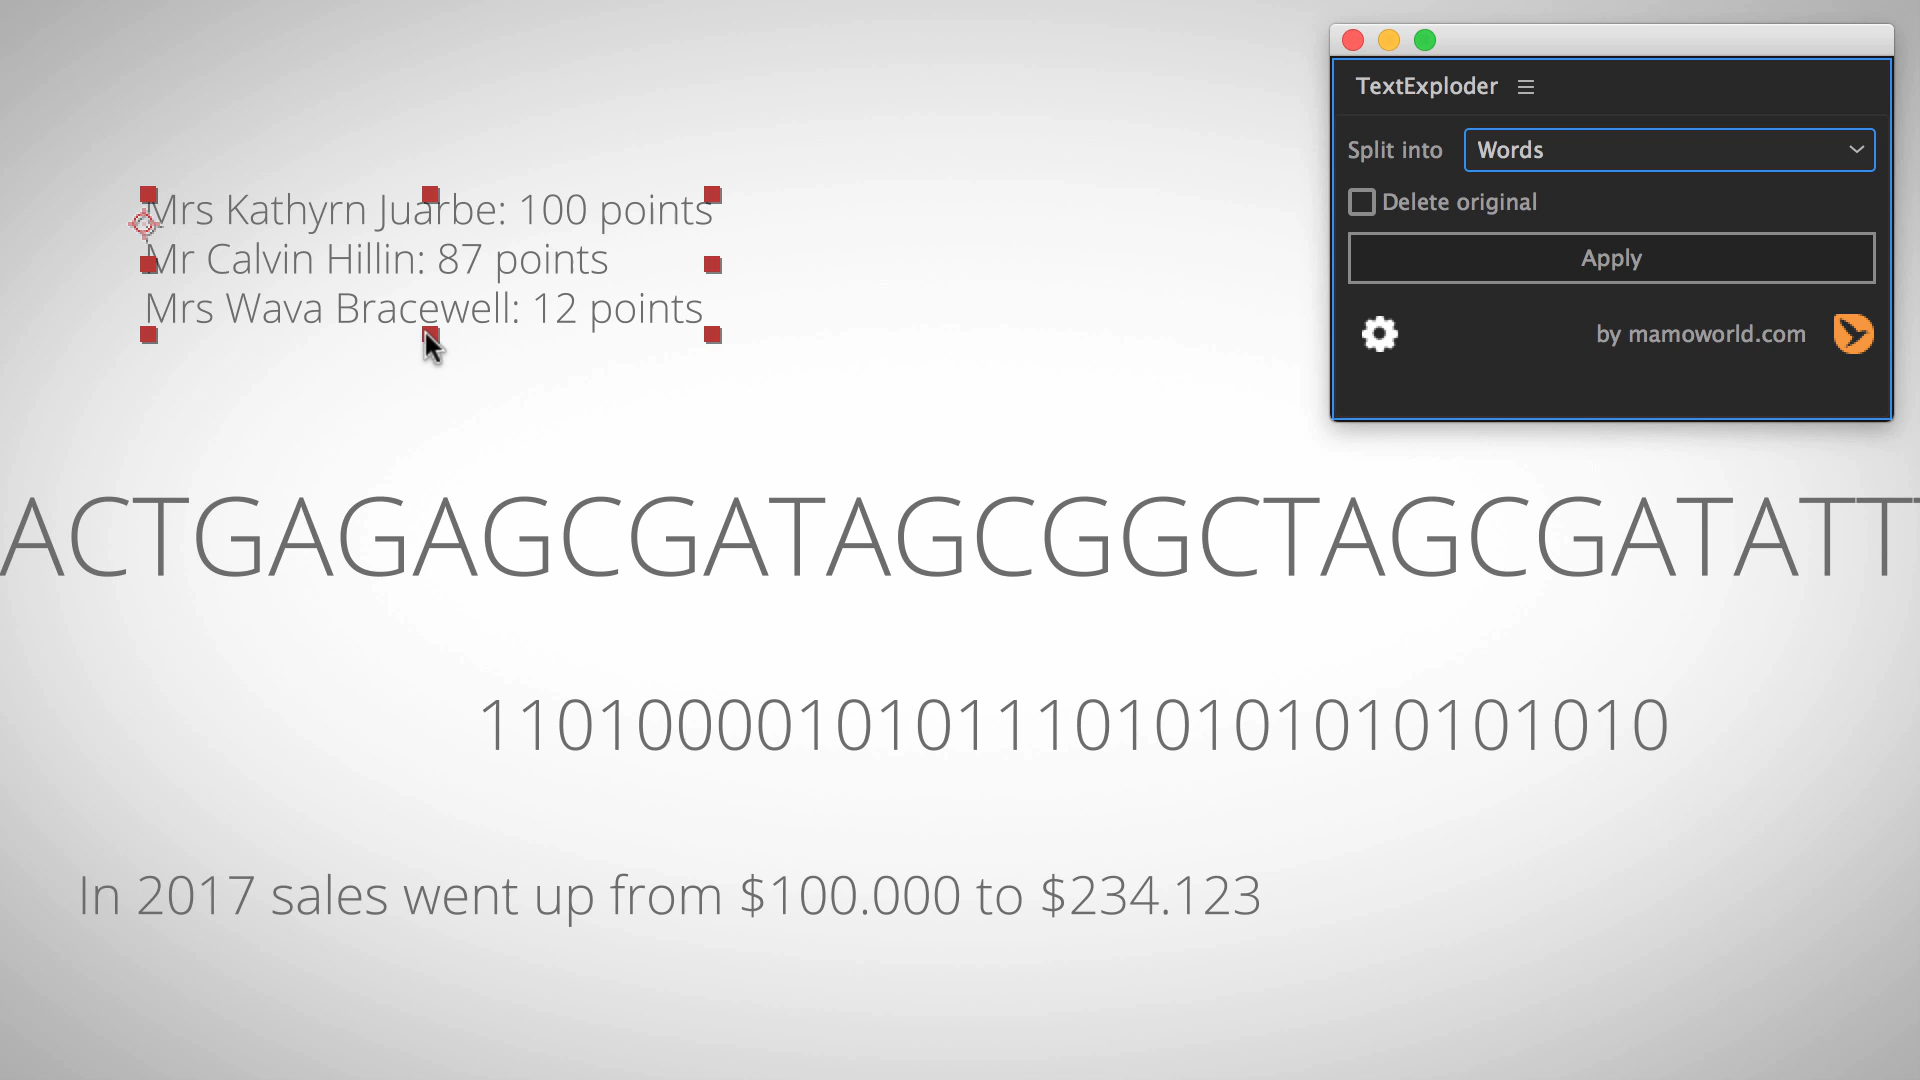 Mrs Kathyrn Juarbe: 100 points
Mr Calvin Hillin: 87 points
Mrs Wava Bracewell: 12 points
TextExploder
Split into Words
Delete original
Apply
by mamoworld.com
ACTGAGAGCGATAGCGGCTAGCGATATT
110100001010111010101010101010
In 2017 sales went up from $100.000 to $234.123